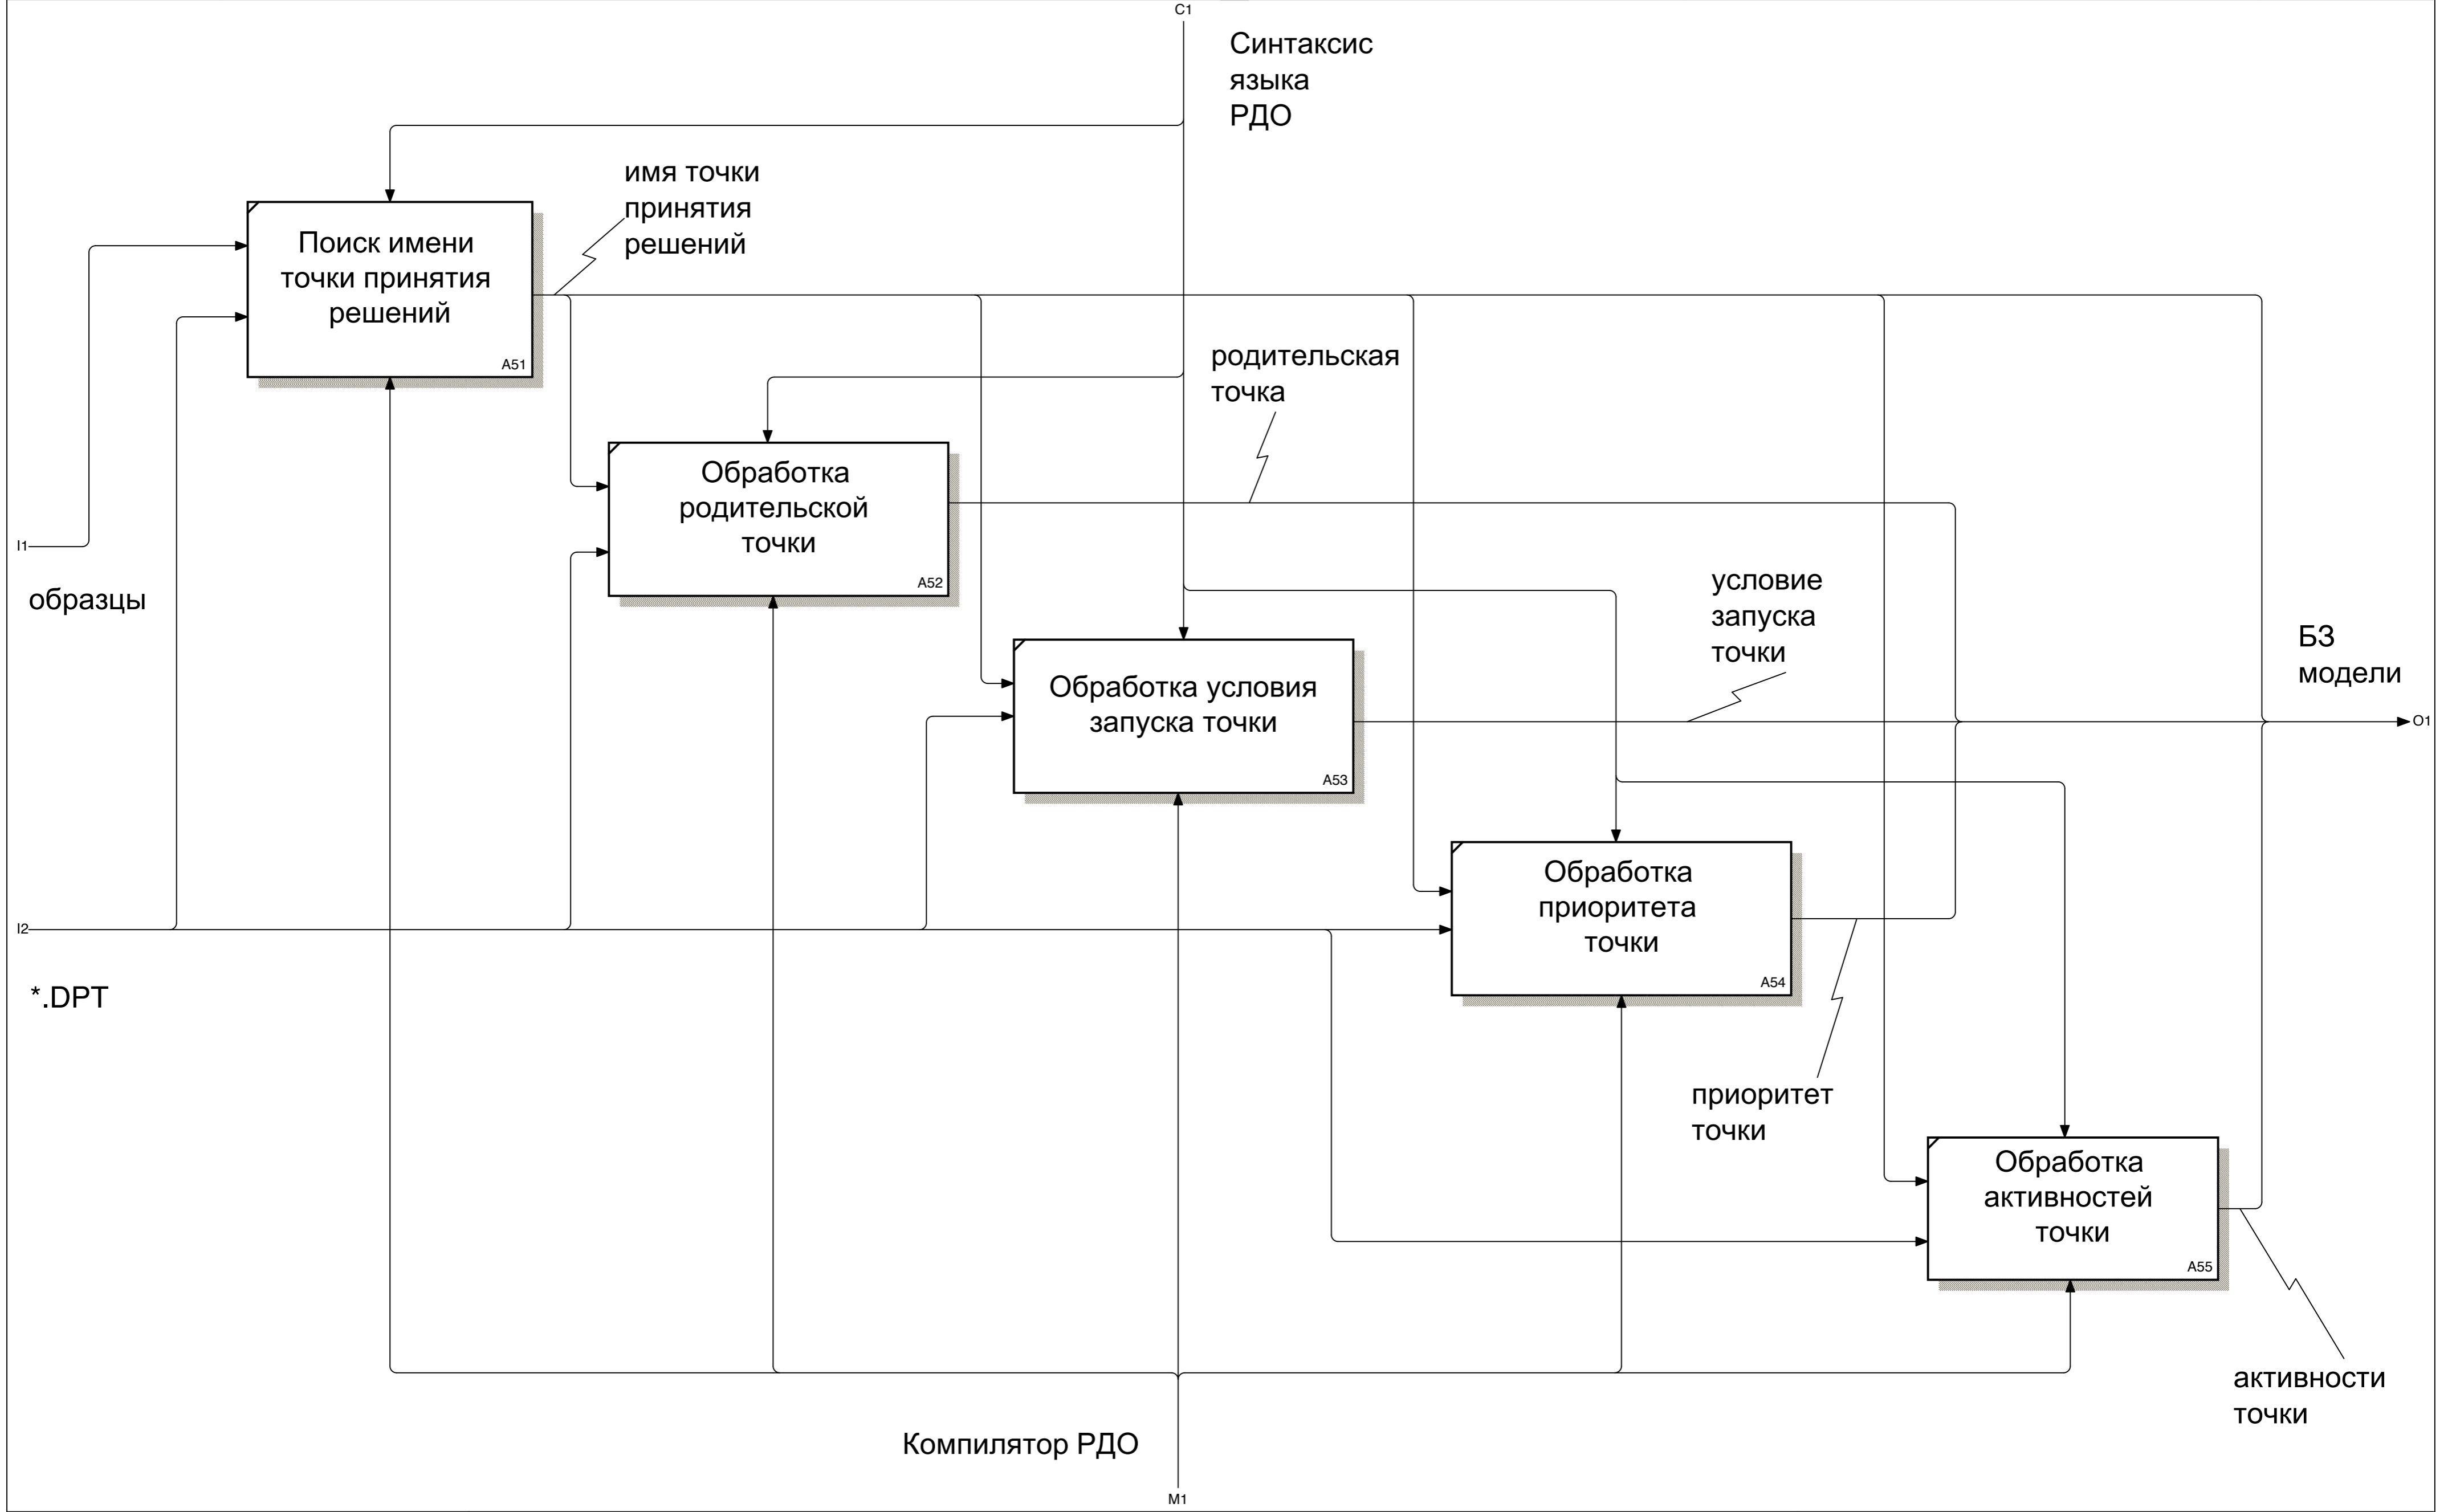 C1
Синтаксис
языка
РДО
имя точки
принятия
решений
Поиск имени
точки принятия
решений
A51
родительская
точка
Обработка
родительской
точки
A52
I1
образцы
условие
запуска
точки
БЗ
модели
Обработка условия
запуска точки
A53
O1
Обработка
приоритета
точки
A54
I2
*.DPT
приоритет
точки
Обработка
активностей
точки
A55
активности
точки
Компилятор РДО
M1